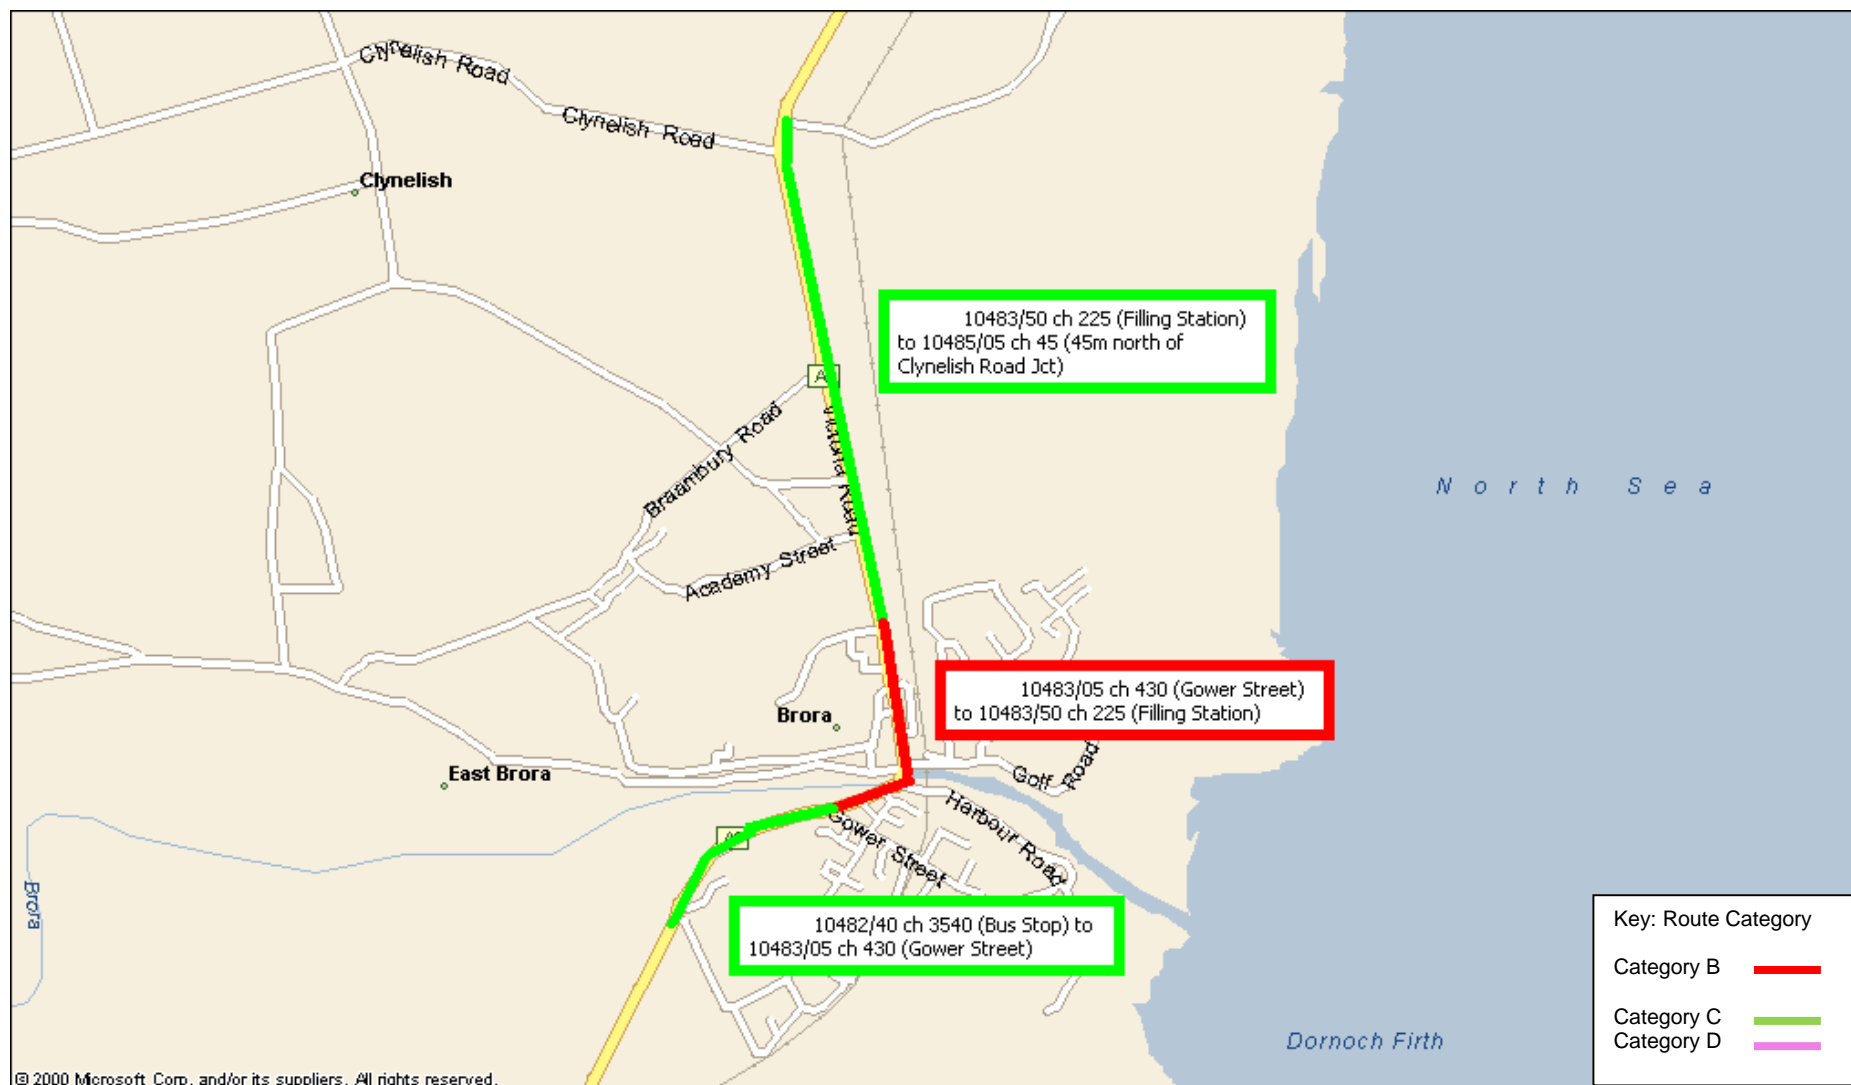 Clynelish Road
Clynelish Road
Clynelish
10483/50 ch 225 (Filling Station)
to 10485/05 ch 45 (45m north of
Clynelish Road Jct)
Victoria Road
Braambury Road
Academy Street
North Sea
10483/05 ch 430 (Gower Street)
to 10483/50 ch 225 (Filling Station)
Brora
East Brora
Golf Road
Harbour Road
Gower Street
Brora
10482/40 ch 3540 (Bus Stop) to
10483/05 ch 430 (Gower Street)
Key: Route Category
Category B
Category C
Category D
Dornoch Firth
© 2000 Microsoft Corp. and/or its suppliers. All rights reserved.